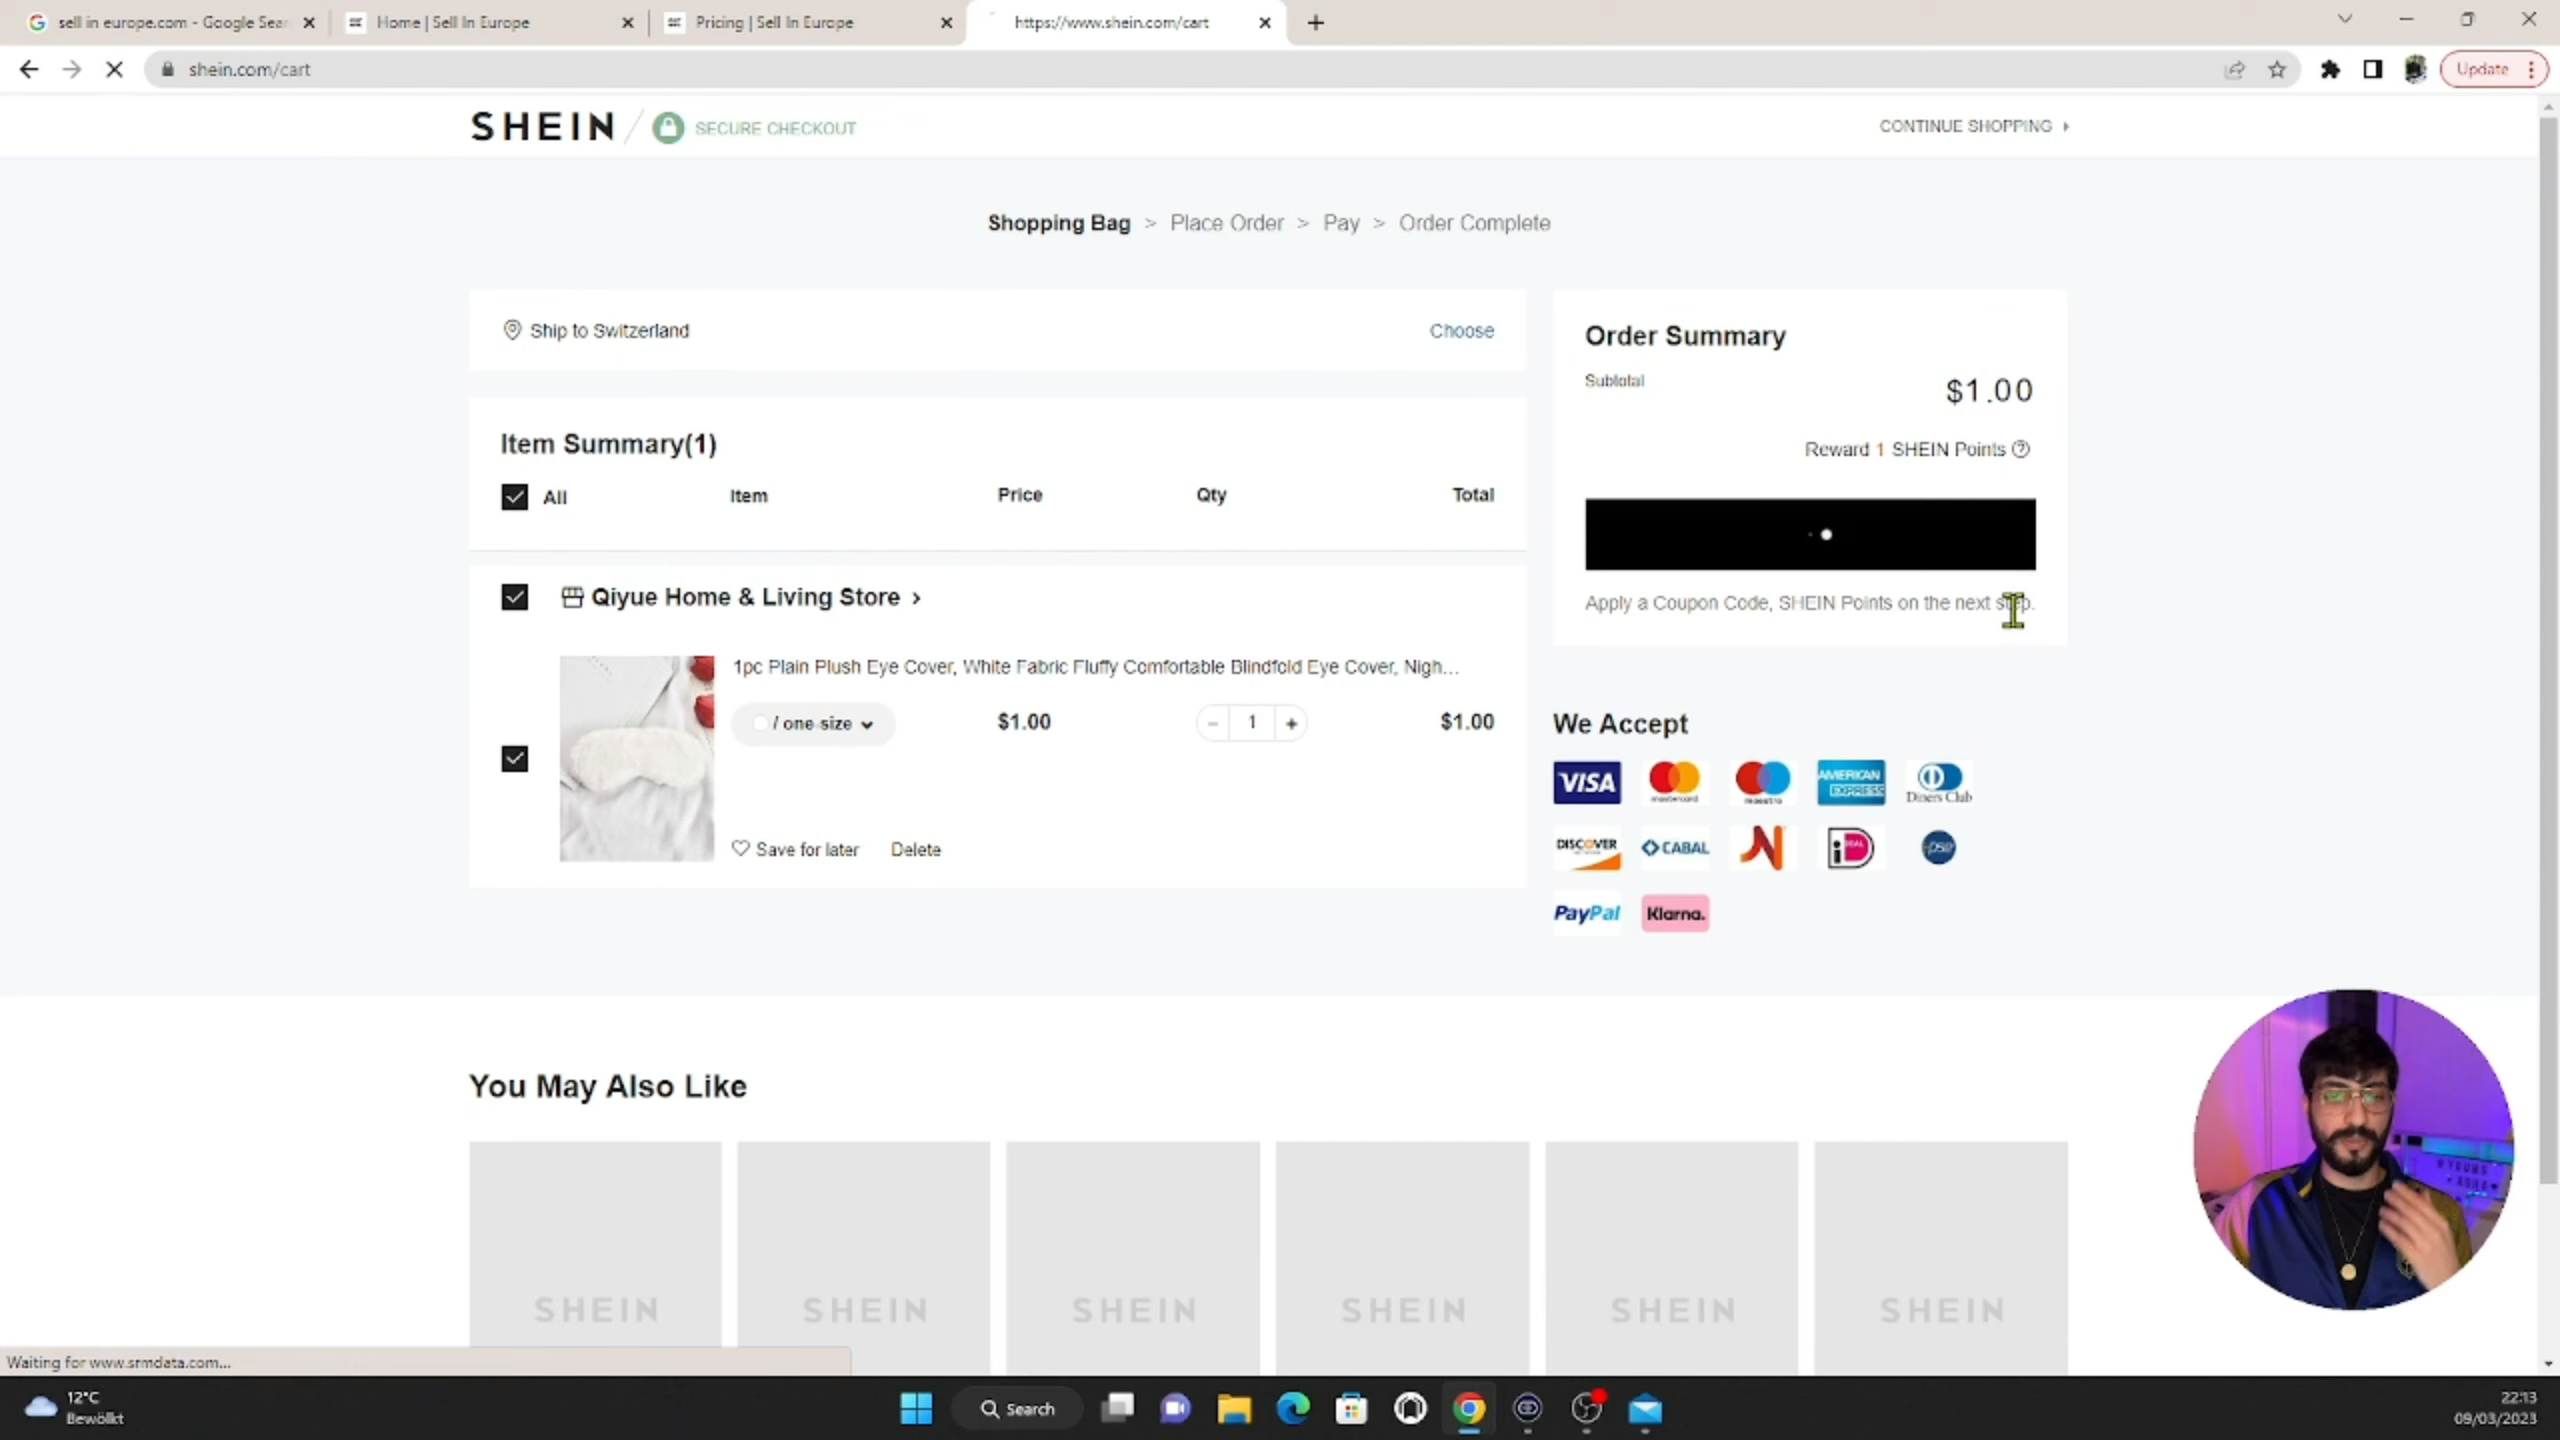 sell in europe.com - Google Sear
Home | Sell In Europe
Pricing | Sell In Europe
https://www.shein.com/cart
shein.com/cart
Update
SHEIN
SECURE CHECKOUT
CONTINUE SHOPPING
Shopping Bag > Place Order > Pay > Order Complete
Ship to Switzerland
Choose
Item Summary(1)
All Item Price Qty Total
Qiyue Home & Living Store >
1pc Plain Plush Eye Cover, White Fabric Fluffy Comfortable Blindfold Eye Cover, Nigh...
/ one-size $1.00 − 1 + $1.00
Save for later Delete
Order Summary
Subtotal $1.00
Reward 1 SHEIN Points
Apply a Coupon Code, SHEIN Points on the next step.
We Accept
VISA mastercard maestro AMERICAN EXPRESS Diners Club
DISCOVER CABAL N iDEAL pse
PayPal Klarna.
You May Also Like
SHEIN SHEIN SHEIN SHEIN SHEIN SHEIN
Waiting for www.srmdata.com...
12°C
Bewölkt
Search
22:13
09/03/2023